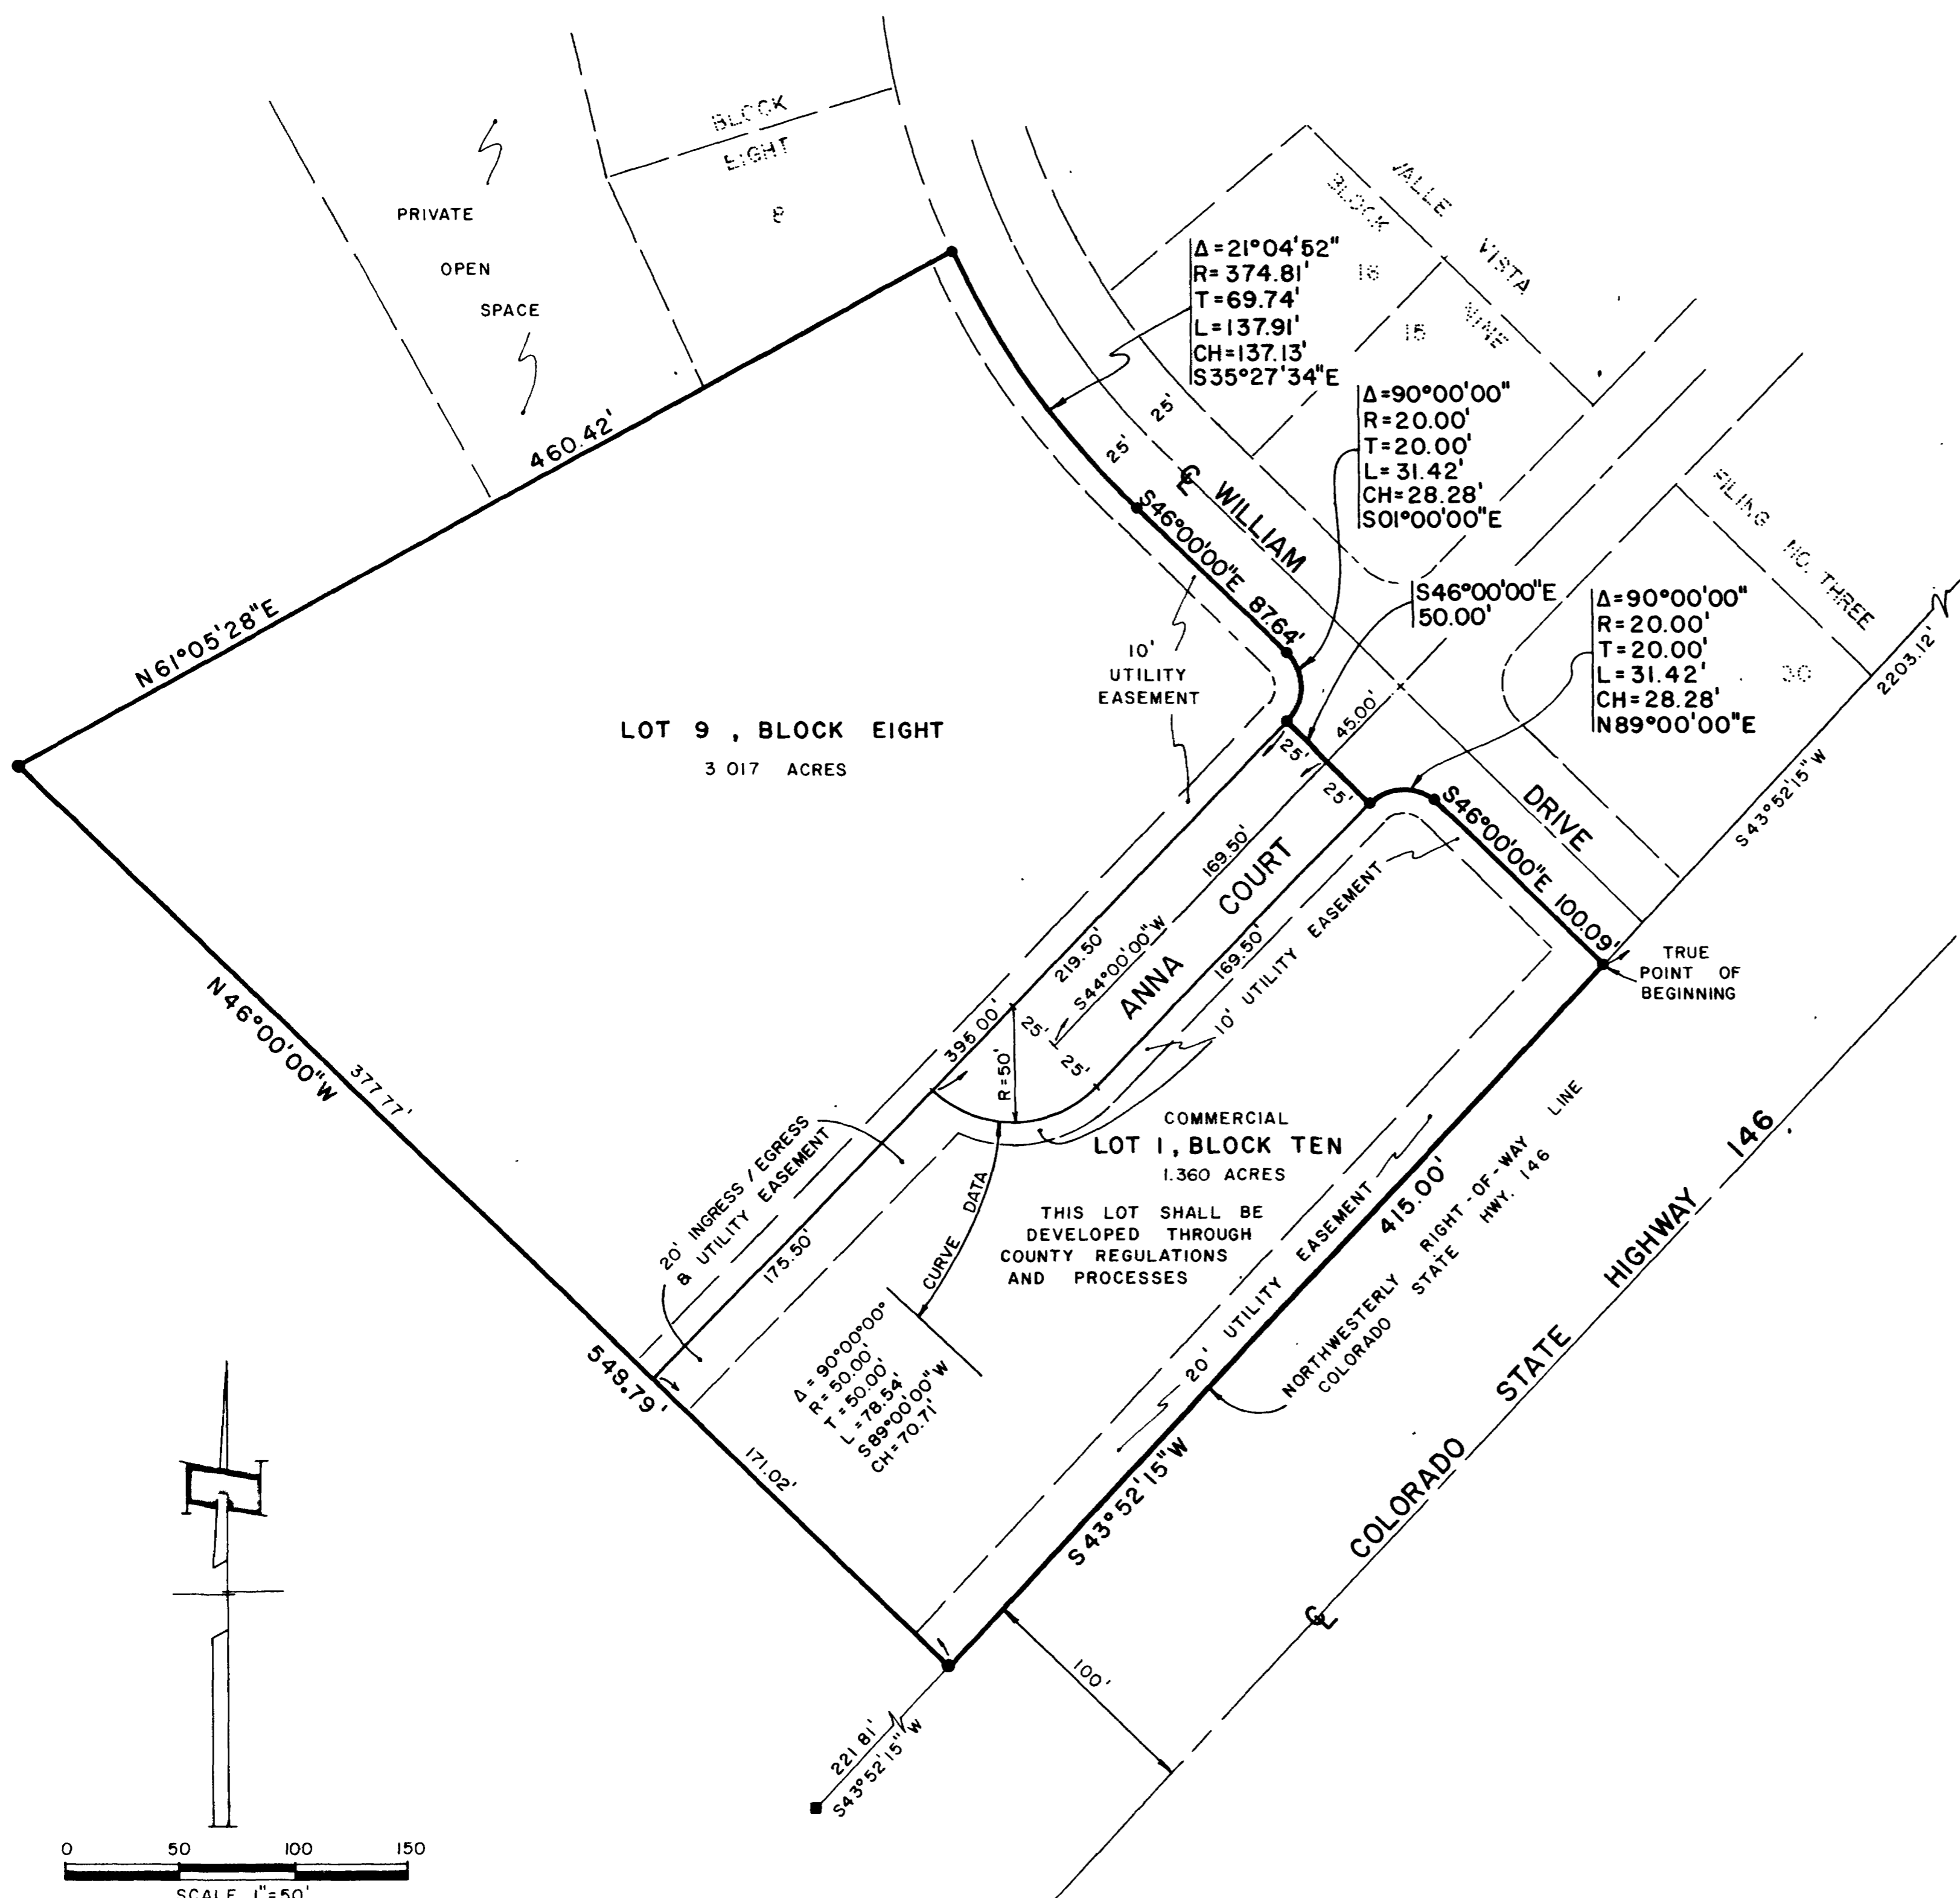 BLOCK
EIGHT
8
PRIVATE
OPEN
SPACE
VALLE
VISTA
BLOCK
NINE
16
15
Δ=21°04'52"
R=374.81'
T=69.74'
L=137.91'
CH=137.13'
S35°27'34"E
Δ=90°00'00"
R=20.00'
T=20.00'
L=31.42'
CH=28.28'
S01°00'00"E
25'
25'
℄ WILLIAM
DRIVE
FILING NO. THREE
30
S46°00'00"E
50.00'
Δ=90°00'00"
R=20.00'
T=20.00'
L=31.42'
CH=28.28'
N89°00'00"E
2203.12'
S43°52'15"W
460.42'
N61°05'28"E
S46°00'00"E 87.64'
10'
UTILITY
EASEMENT
LOT 9 , BLOCK EIGHT
3 017 ACRES
45.00'
25'
25'
S46°00'00"E 100.09'
TRUE
POINT OF
BEGINNING
169.50'
219.50'
S44°00'00"W
ANNA COURT
169.50'
10' UTILITY EASEMENT
395.00'
25'
25'
R=50'
N46°00'00"W
377.77'
548.79'
171.02'
20' INGRESS / EGRESS
& UTILITY EASEMENT
175.50'
COMMERCIAL
LOT 1, BLOCK TEN
1.360 ACRES
THIS LOT SHALL BE
DEVELOPED THROUGH
COUNTY REGULATIONS
AND PROCESSES
CURVE DATA
Δ = 90°00'00"
R = 50.00'
T = 50.00'
L = 78.54'
S89°00'00"W
CH= 70.71'
20' UTILITY EASEMENT
415.00'
S43°52'15"W
NORTHWESTERLY RIGHT-OF-WAY LINE
COLORADO STATE HWY. 146
℄ COLORADO STATE HIGHWAY 146
100'
221 81'
S43°52'15"W
N
0 50 100 150
SCALE 1"=50'